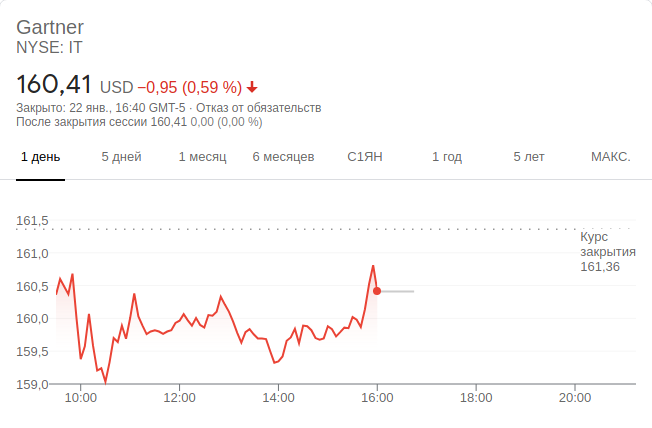 Gartner
NYSE: IT
160,41 USD −0,95 (0,59 %)
Закрыто: 22 янв., 16:40 GMT-5 · Отказ от обязательств
После закрытия сессии 160,41 0,00 (0,00 %)
1 день 5 дней 1 месяц 6 месяцев С1ЯН 1 год 5 лет МАКС.
161,5
Курс
закрытия
161,36
161,0
160,5
160,0
159,5
159,0
10:00 12:00 14:00 16:00 18:00 20:00